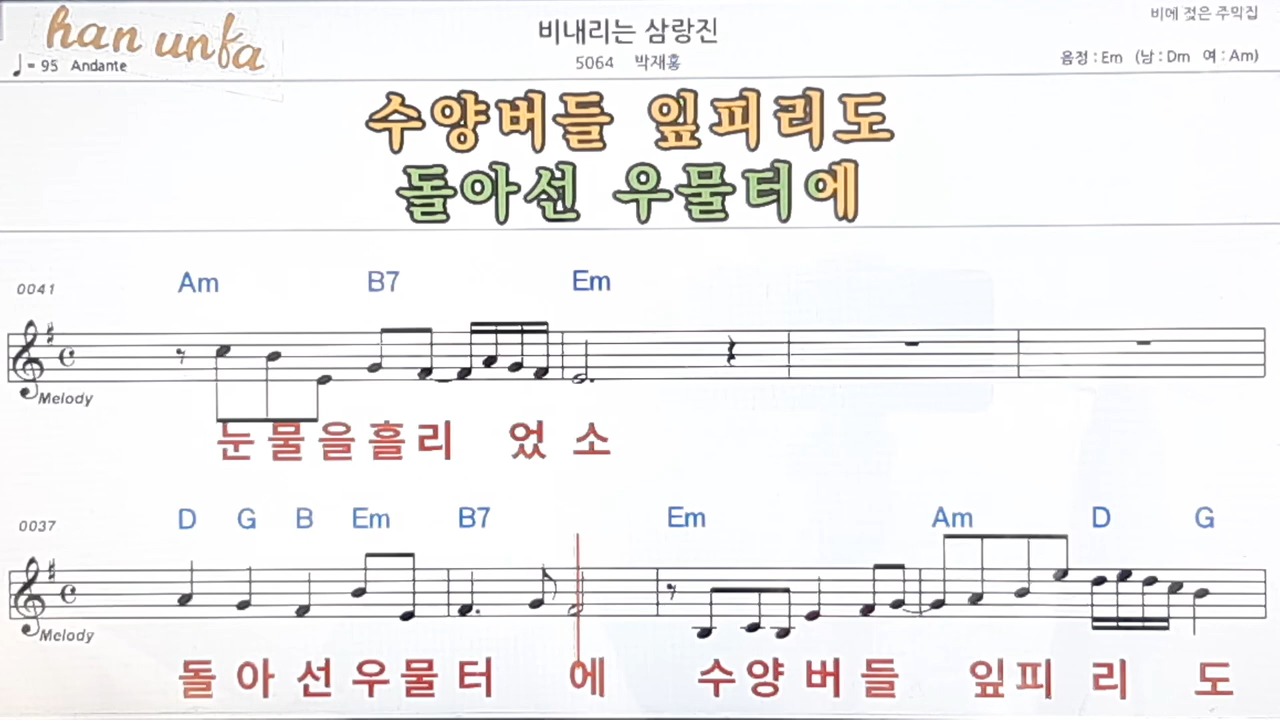 han unfa
비내리는 삼랑진
비에 젖은 주막집
♩= 95 Andante
5064 박재홍
음정 : Em (남 : Dm 여 : Am)
수양버들 잎피리도
돌아선 우물터에
0041 Am B7 Em
Melody
눈물을흘리 었 소
0037 D G B Em B7 Em Am D G
Melody
돌 아 선 우 물 터 에 수양 버 들 잎피 리 도